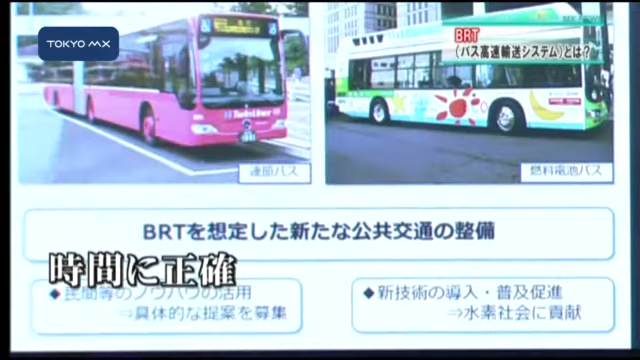 TOKYO MX
BRT
(バス高速輸送システム)とは?
連節バス
燃料電池バス
BRTを想定した新たな公共交通の整備
時間に正確
◆民間等のノウハウの活用
⇒具体的な提案を募集
◆新技術の導入・普及促進
⇒水素社会に貢献